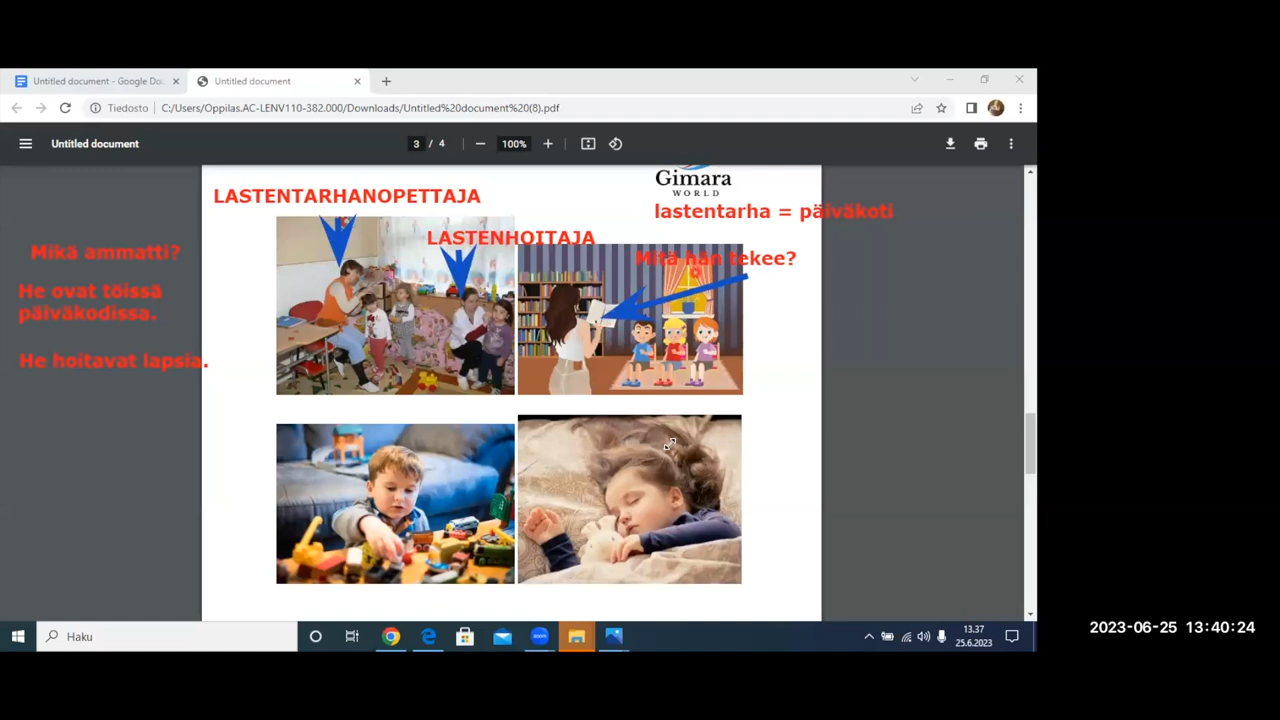 Untitled document - Google Do
Untitled document
Tiedosto
C:/Users/Oppilas.AC-LENV110-382.000/Downloads/Untitled%20document%20(8).pdf
Untitled document
3 / 4
100%
Gimara
WORLD
LASTENTARHANOPETTAJA
lastentarha = päiväkoti
LASTENHOITAJA
Mikä ammatti?
Mitä hän tekee?
He ovat töissä
päiväkodissa.
He hoitavat lapsia.
Haku
zoom
13.37
25.6.2023
2023-06-25 13:40:24